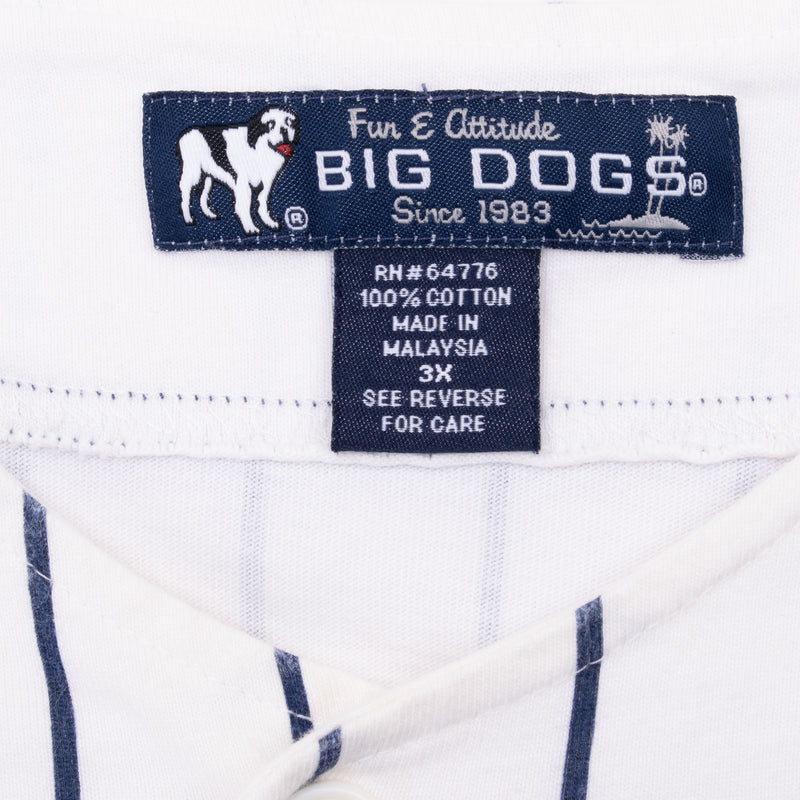 Fun & Attitude
BIG DOGS®
Since 1983
®
RN#64776
100% COTTON
MADE IN
MALAYSIA
3X
SEE REVERSE
FOR CARE